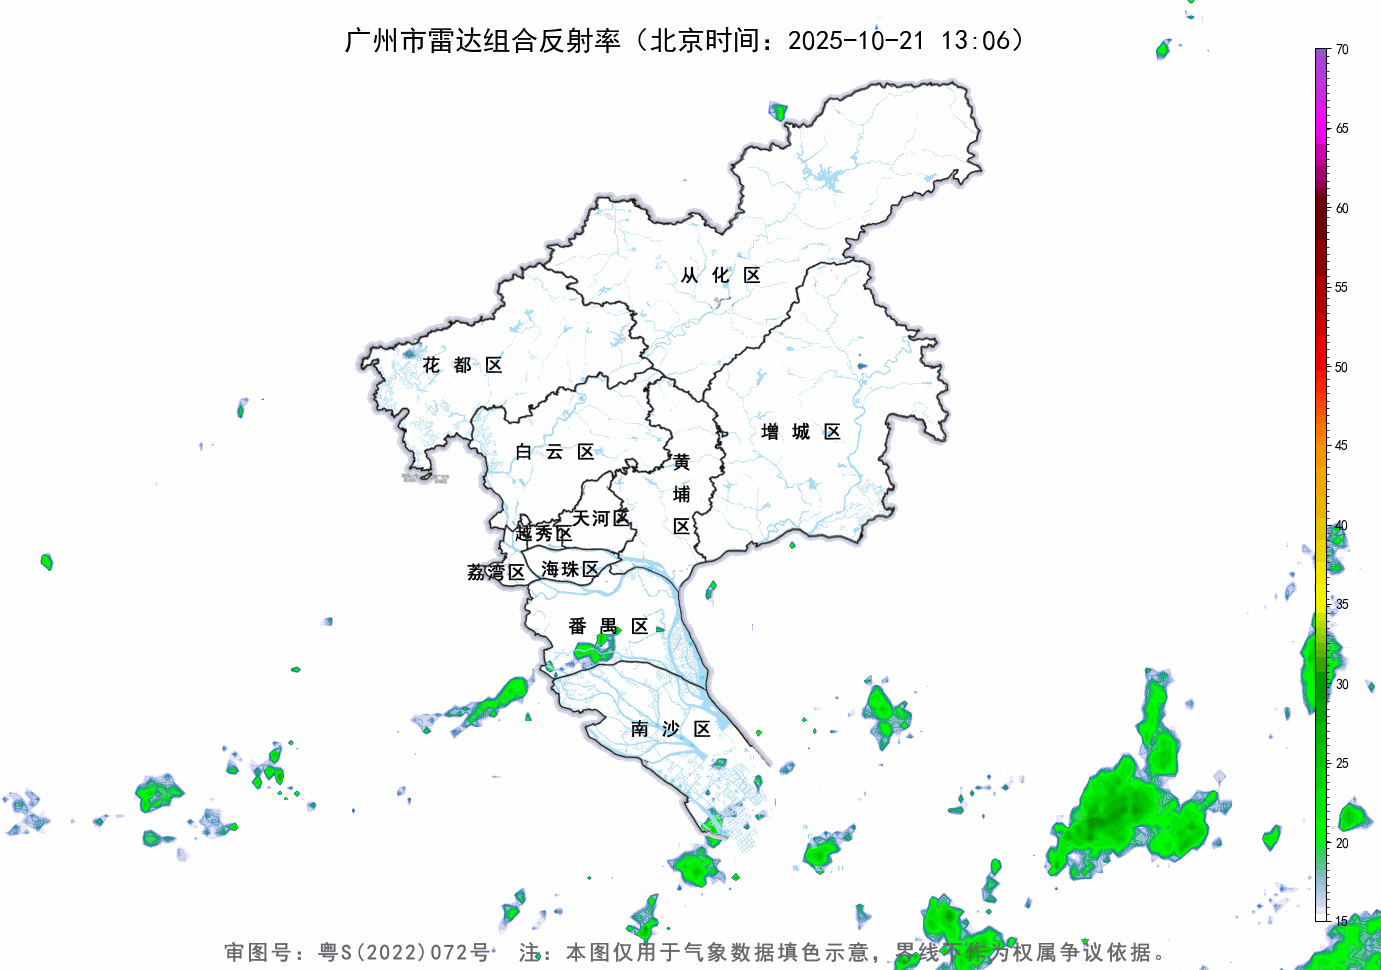 广州市雷达组合反射率（北京时间：2025-10-21 13:06）
70
65
60
55
50
45
40
35
30
25
20
15
从化区
花都区
增城区
白云区
黄埔区
天河区
越秀区
荔湾区
海珠区
番禺区
南沙区
审图号：粤S(2022)072号 注：本图仅用于气象数据填色示意，界线不作为权属争议依据。